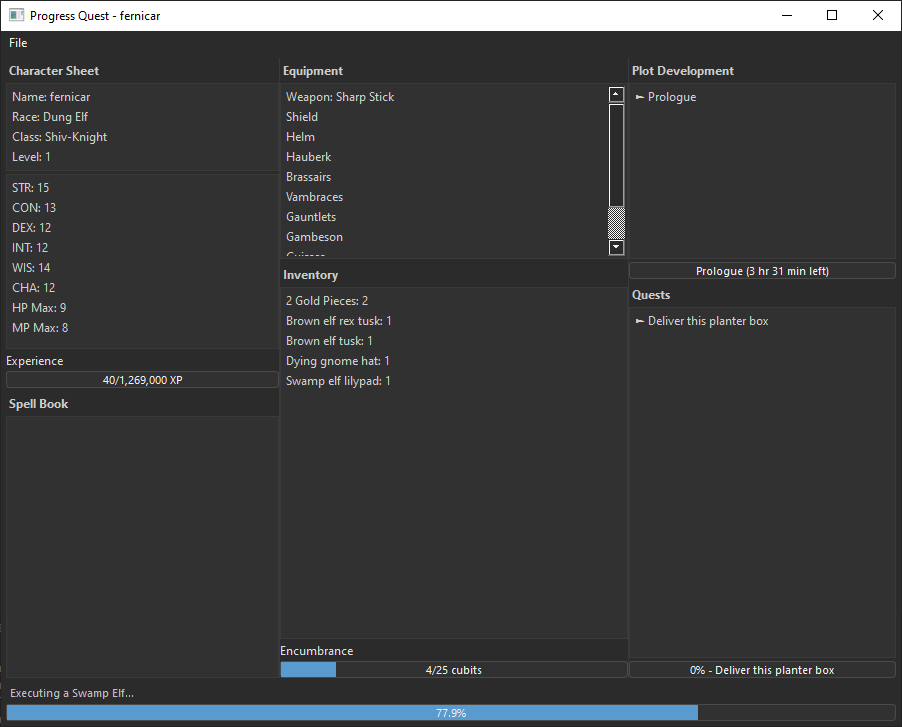 Progress Quest - fernicar
File
Character Sheet
Name: fernicar
Race: Dung Elf
Class: Shiv-Knight
Level: 1
STR: 15
CON: 13
DEX: 12
INT: 12
WIS: 14
CHA: 12
HP Max: 9
MP Max: 8
Experience
40/1,269,000 XP
Spell Book
Equipment
Weapon: Sharp Stick
Shield
Helm
Hauberk
Brassairs
Vambraces
Gauntlets
Gambeson
Inventory
2 Gold Pieces: 2
Brown elf rex tusk: 1
Brown elf tusk: 1
Dying gnome hat: 1
Swamp elf lilypad: 1
Encumbrance
4/25 cubits
Plot Development
Prologue
Prologue (3 hr 31 min left)
Quests
Deliver this planter box
0% - Deliver this planter box
Executing a Swamp Elf...
77.9%